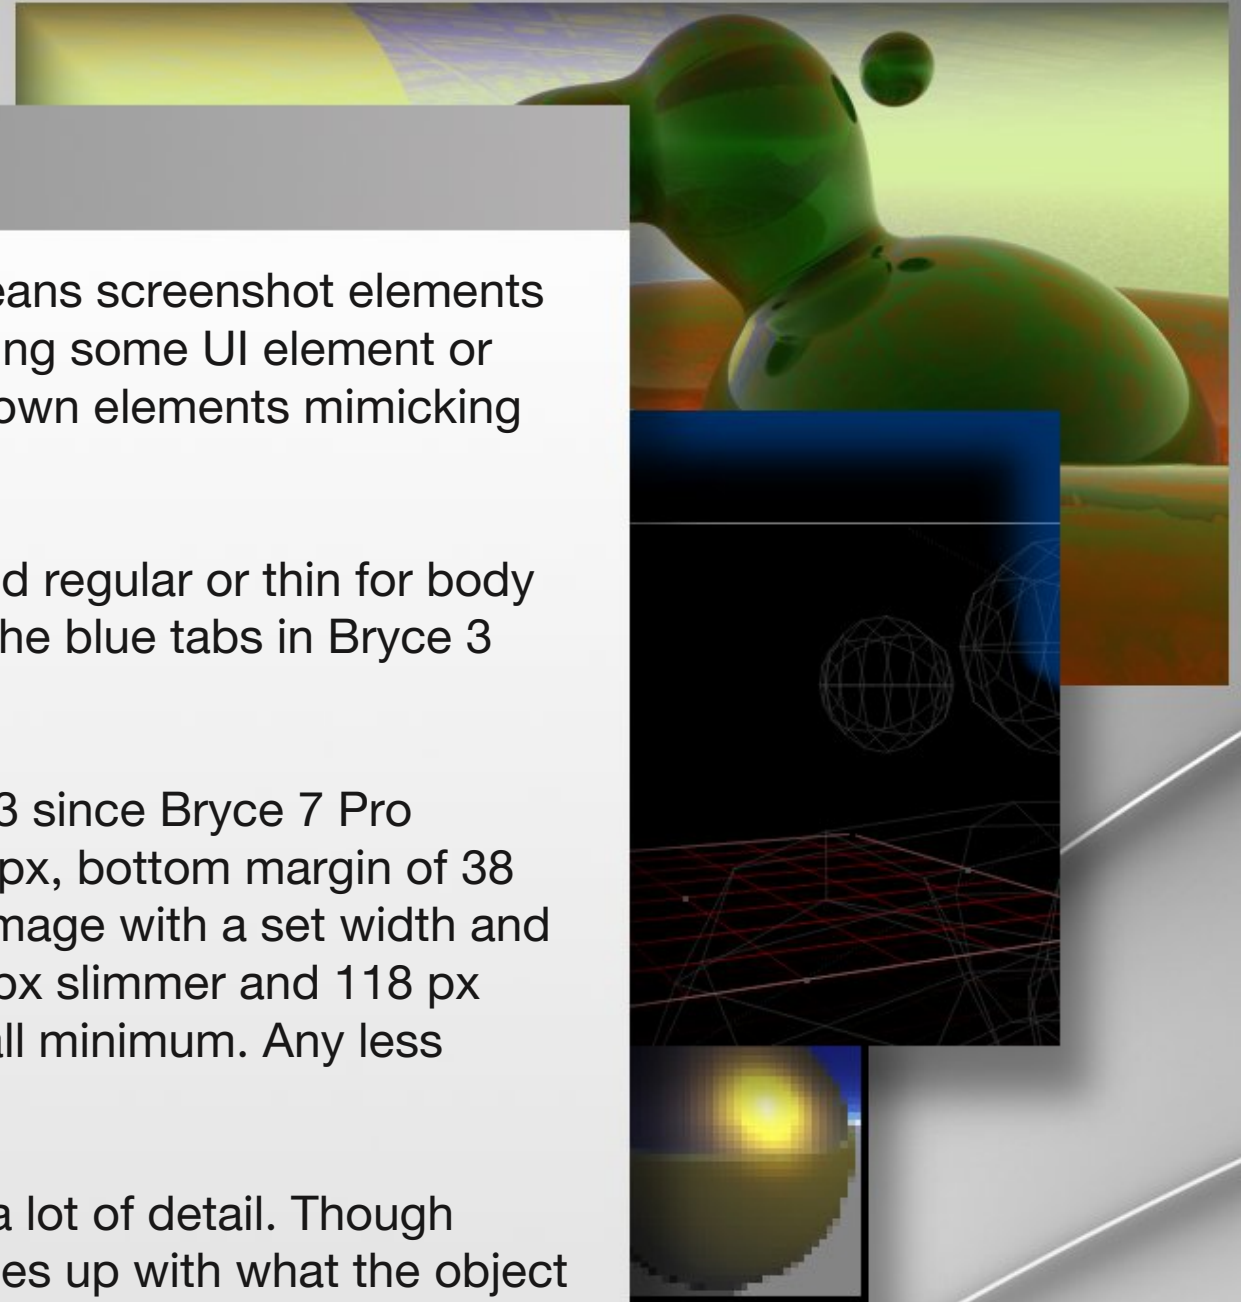 eans screenshot elements
ing some UI element or
own elements mimicking
d regular or thin for body
he blue tabs in Bryce 3
3 since Bryce 7 Pro
px, bottom margin of 38
mage with a set width and
px slimmer and 118 px
all minimum. Any less
a lot of detail. Though
es up with what the object